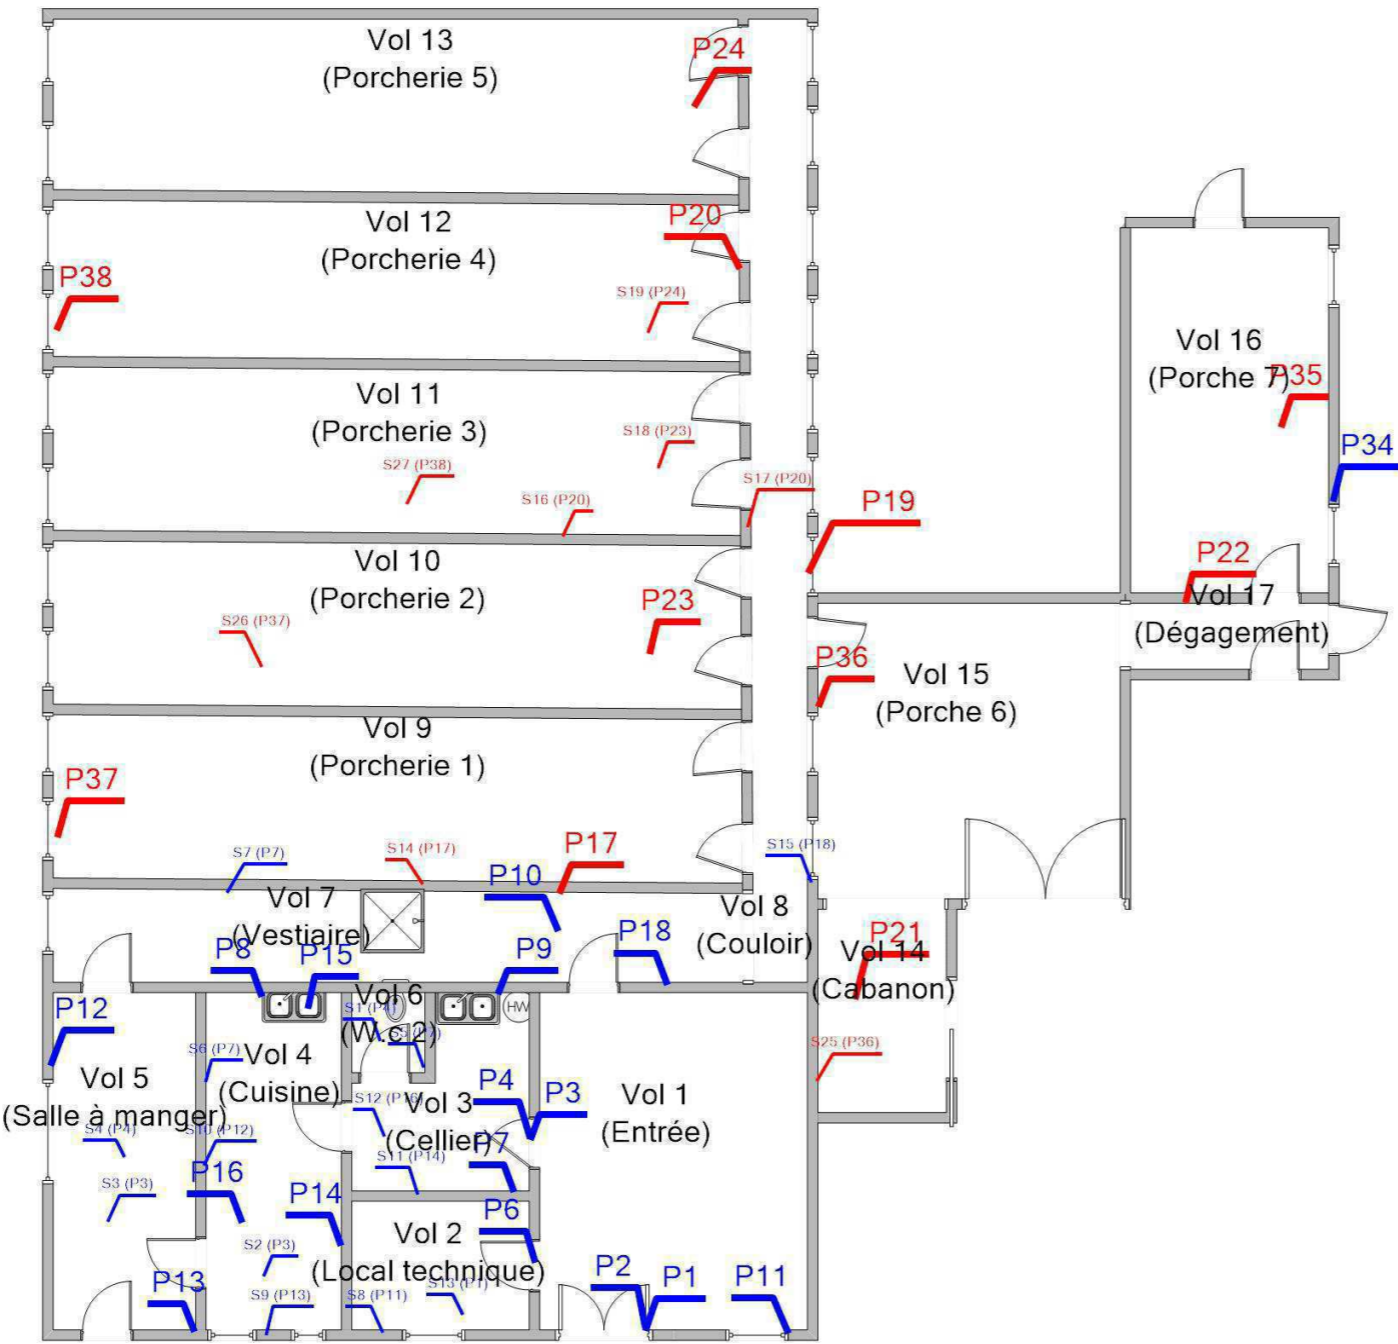 Vol 13
(Porcherie 5)
P24
Vol 12
(Porcherie 4)
P20
P38
S19 (P24)
Vol 16
(Porche 7)
P35
P34
Vol 11
(Porcherie 3)
S18 (P23)
S27 (P38)
S17 (P20)
S16 (P20)
P19
P22
Vol 17
(Dégagement)
Vol 10
(Porcherie 2)
S26 (P37)
P23
P36
Vol 15
(Porche 6)
Vol 9
(Porcherie 1)
P37
S7 (P7)
S14 (P17)
P17
S15 (P18)
P10
Vol 7
(Vestiaire)
Vol 8
(Couloir)
P21
Vol 14
(Cabanon)
P8
P15
P9
P18
P12
Vol 6
(W.c 2)
HW
S1 (P4)
S6 (P7)
Vol 4
(Cuisine)
S25 (P36)
Vol 5
(Salle à manger)
S12 (P16)
Vol 3
(Cellier)
P4
P3
Vol 1
(Entrée)
S4 (P4)
S10 (P12)
S11 (P14)
P7
S3 (P3)
P16
P14
P6
Vol 2
(Local technique)
S2 (P3)
P13
S9 (P13)
S8 (P11)
S13 (P1)
P2
P1
P11